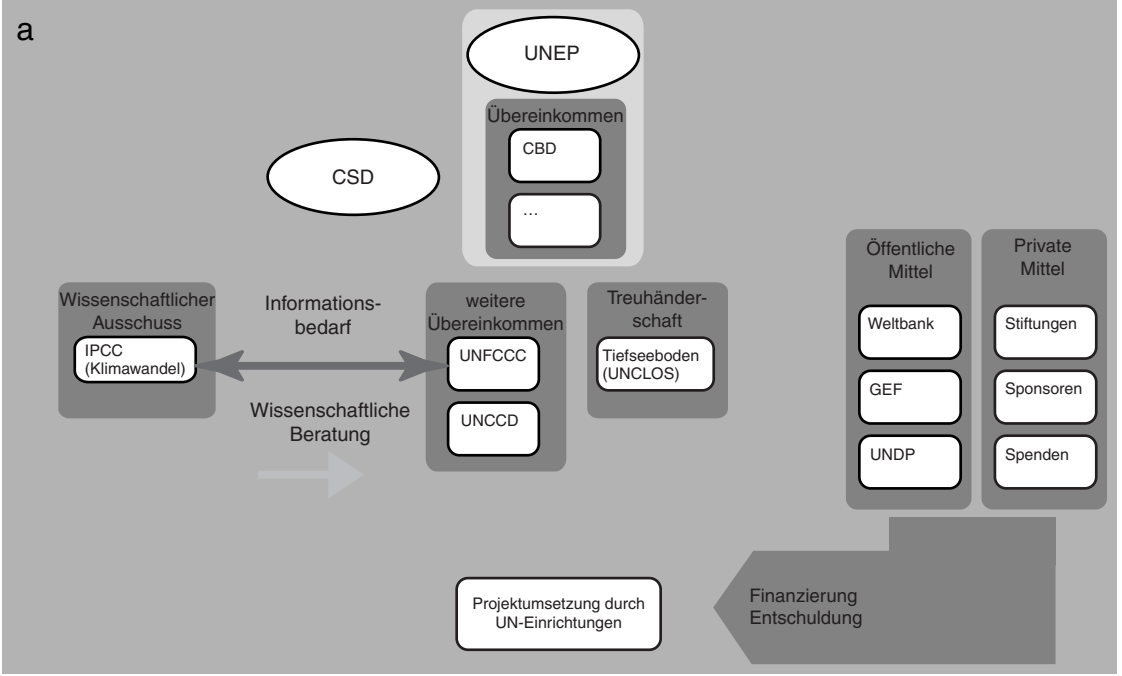 a
UNEP
Übereinkommen
CBD
...
CSD
Wissenschaftlicher
Ausschuss
IPCC
(Klimawandel)
Informations-
bedarf
Wissenschaftliche
Beratung
weitere
Übereinkommen
UNFCCC
UNCCD
Treuhänder-
schaft
Tiefseeboden
(UNCLOS)
Öffentliche
Mittel
Weltbank
GEF
UNDP
Private
Mittel
Stiftungen
Sponsoren
Spenden
Projektumsetzung durch
UN-Einrichtungen
Finanzierung
Entschuldung